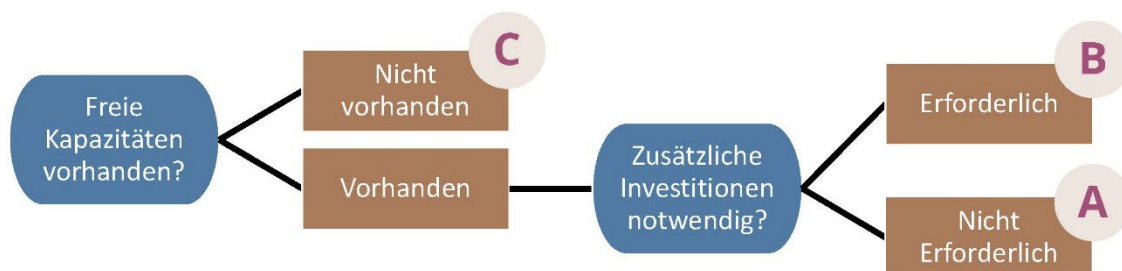 Freie
Kapazitäten
vorhanden?
Nicht
vorhanden
C
Vorhanden
Zusätzliche
Investitionen
notwendig?
Erforderlich
B
Nicht
Erforderlich
A